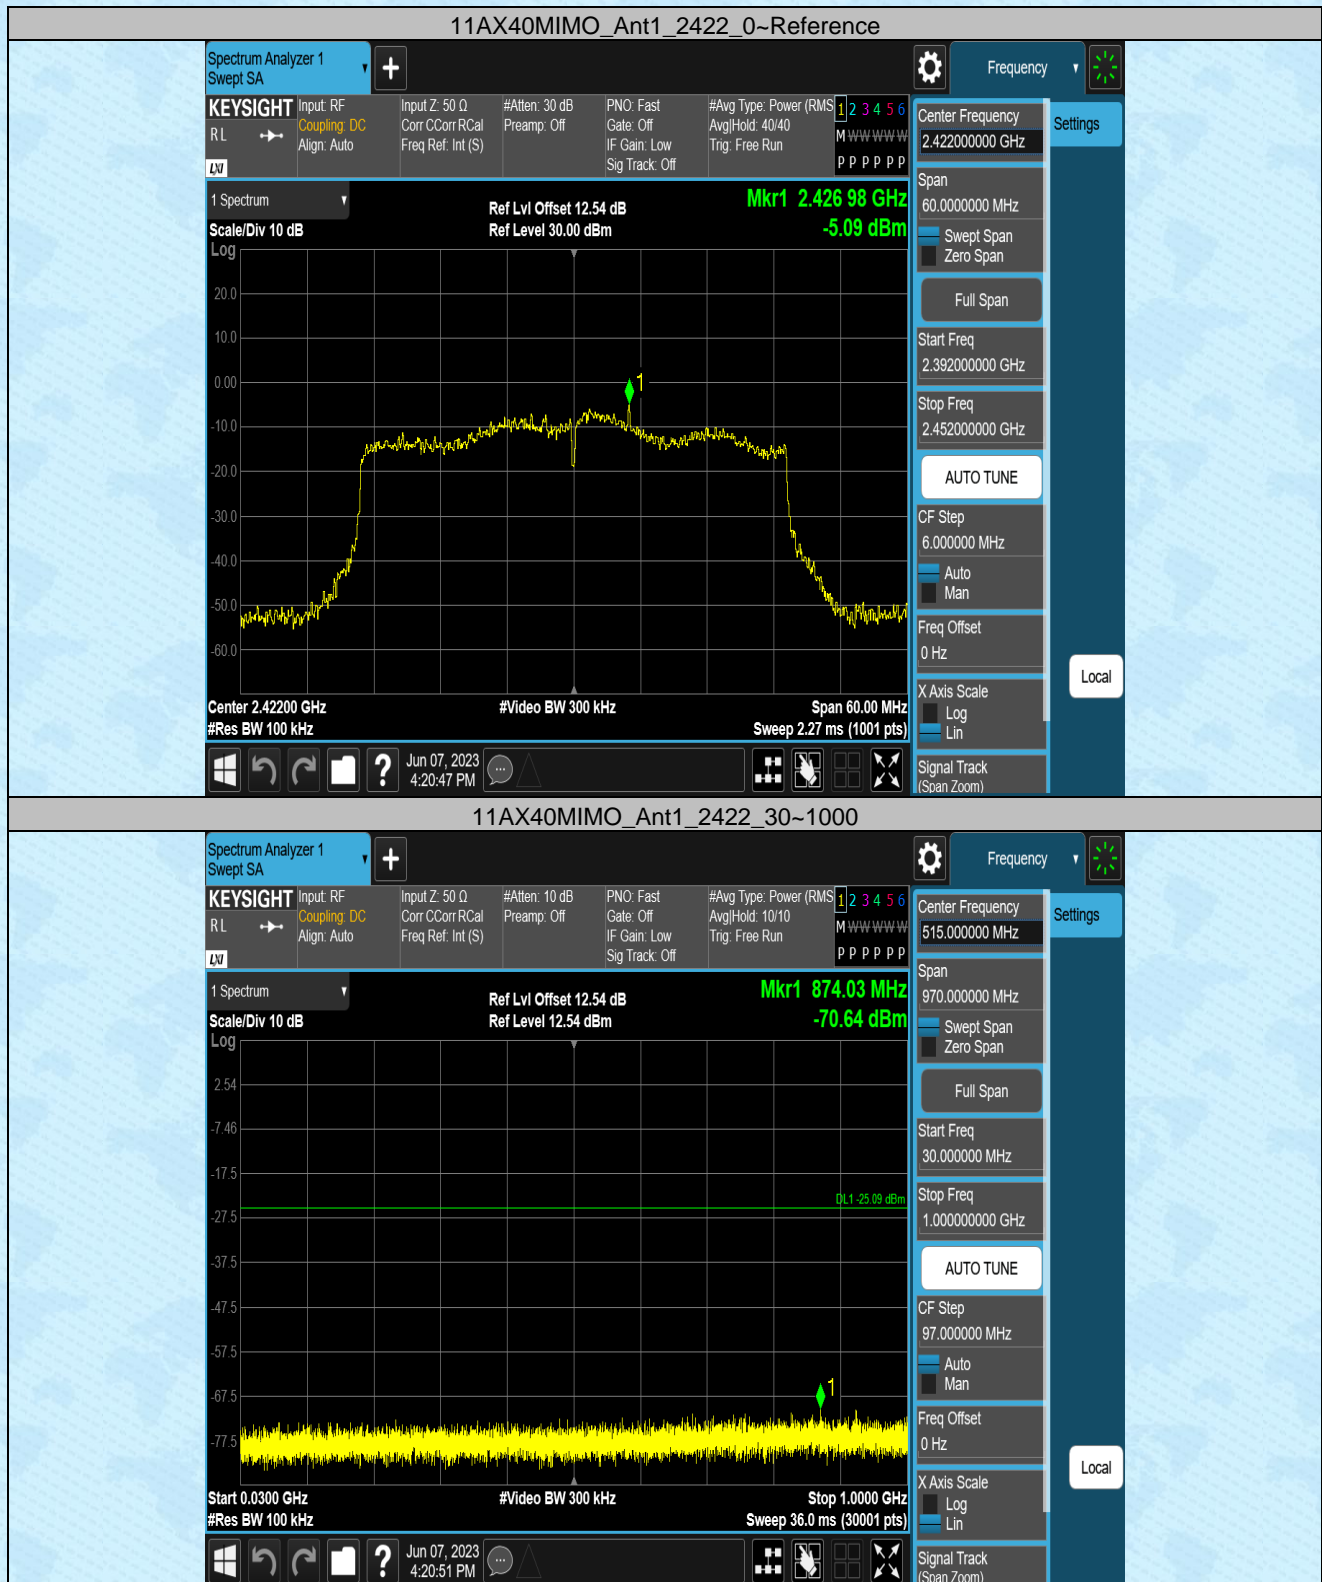 11AX40MIMO_Ant1_2422_0~Reference
Spectrum Analyzer 1
Swept SA
Frequency
KEYSIGHT
RL
LXI
Input: RF
Coupling: DC
Align: Auto
Input Z: 50 Ω
Corr CCorr RCal
Freq Ref: Int (S)
#Atten: 30 dB
Preamp: Off
PNO: Fast
Gate: Off
IF Gain: Low
Sig Track: Off
#Avg Type: Power (RMS
Avg|Hold: 40/40
Trig: Free Run
1 2 3 4 5 6
M W W W W W
P P P P P P
1 Spectrum
Scale/Div 10 dB
Log
Ref Lvl Offset 12.54 dB
Ref Level 30.00 dBm
Mkr1 2.426 98 GHz
-5.09 dBm
20.0
10.0
0.00
-10.0
-20.0
-30.0
-40.0
-50.0
-60.0
1
Center 2.42200 GHz
#Res BW 100 kHz
#Video BW 300 kHz
Span 60.00 MHz
Sweep 2.27 ms (1001 pts)
Jun 07, 2023
4:20:47 PM
Center Frequency
2.422000000 GHz
Settings
Span
60.0000000 MHz
Swept Span
Zero Span
Full Span
Start Freq
2.392000000 GHz
Stop Freq
2.452000000 GHz
AUTO TUNE
CF Step
6.000000 MHz
Auto
Man
Freq Offset
0 Hz
X Axis Scale
Log
Lin
Local
Signal Track
(Span Zoom)
11AX40MIMO_Ant1_2422_30~1000
Spectrum Analyzer 1
Swept SA
Frequency
KEYSIGHT
RL
LXI
Input: RF
Coupling: DC
Align: Auto
Input Z: 50 Ω
Corr CCorr RCal
Freq Ref: Int (S)
#Atten: 10 dB
Preamp: Off
PNO: Fast
Gate: Off
IF Gain: Low
Sig Track: Off
#Avg Type: Power (RMS
Avg|Hold: 10/10
Trig: Free Run
1 2 3 4 5 6
M W W W W W
P P P P P P
1 Spectrum
Scale/Div 10 dB
Log
Ref Lvl Offset 12.54 dB
Ref Level 12.54 dBm
Mkr1 874.03 MHz
-70.64 dBm
2.54
-7.46
-17.5
-27.5
-37.5
-47.5
-57.5
-67.5
-77.5
DL1 -25.09 dBm
1
Start 0.0300 GHz
#Res BW 100 kHz
#Video BW 300 kHz
Stop 1.0000 GHz
Sweep 36.0 ms (30001 pts)
Jun 07, 2023
4:20:51 PM
Center Frequency
515.000000 MHz
Settings
Span
970.000000 MHz
Swept Span
Zero Span
Full Span
Start Freq
30.000000 MHz
Stop Freq
1.000000000 GHz
AUTO TUNE
CF Step
97.000000 MHz
Auto
Man
Freq Offset
0 Hz
X Axis Scale
Log
Lin
Local
Signal Track
(Span Zoom)